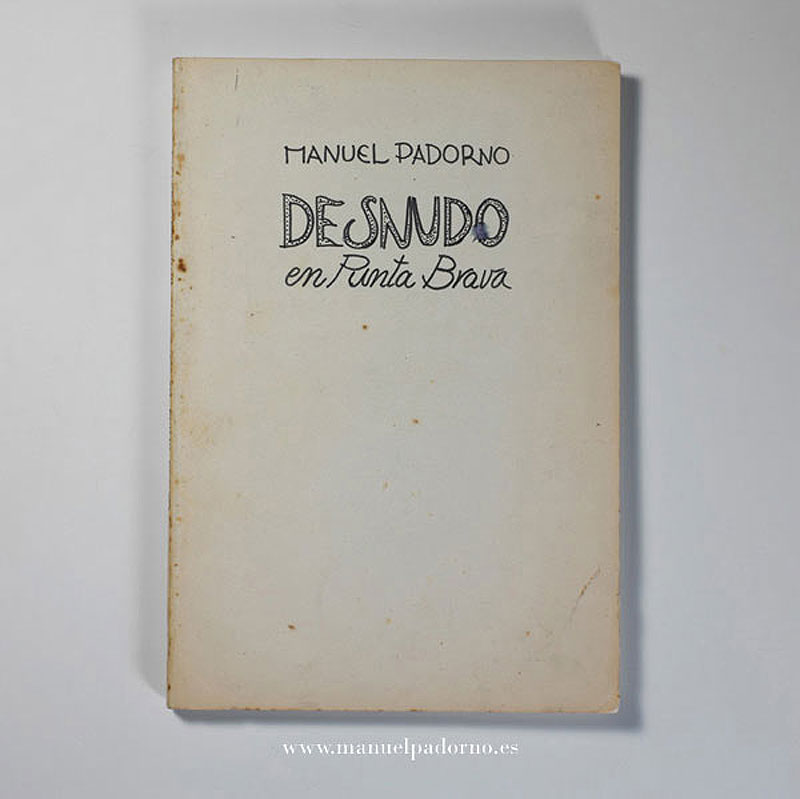 MANUEL PADORNO
DESNUDO
en Punta Brava
www.manuelpadorno.es